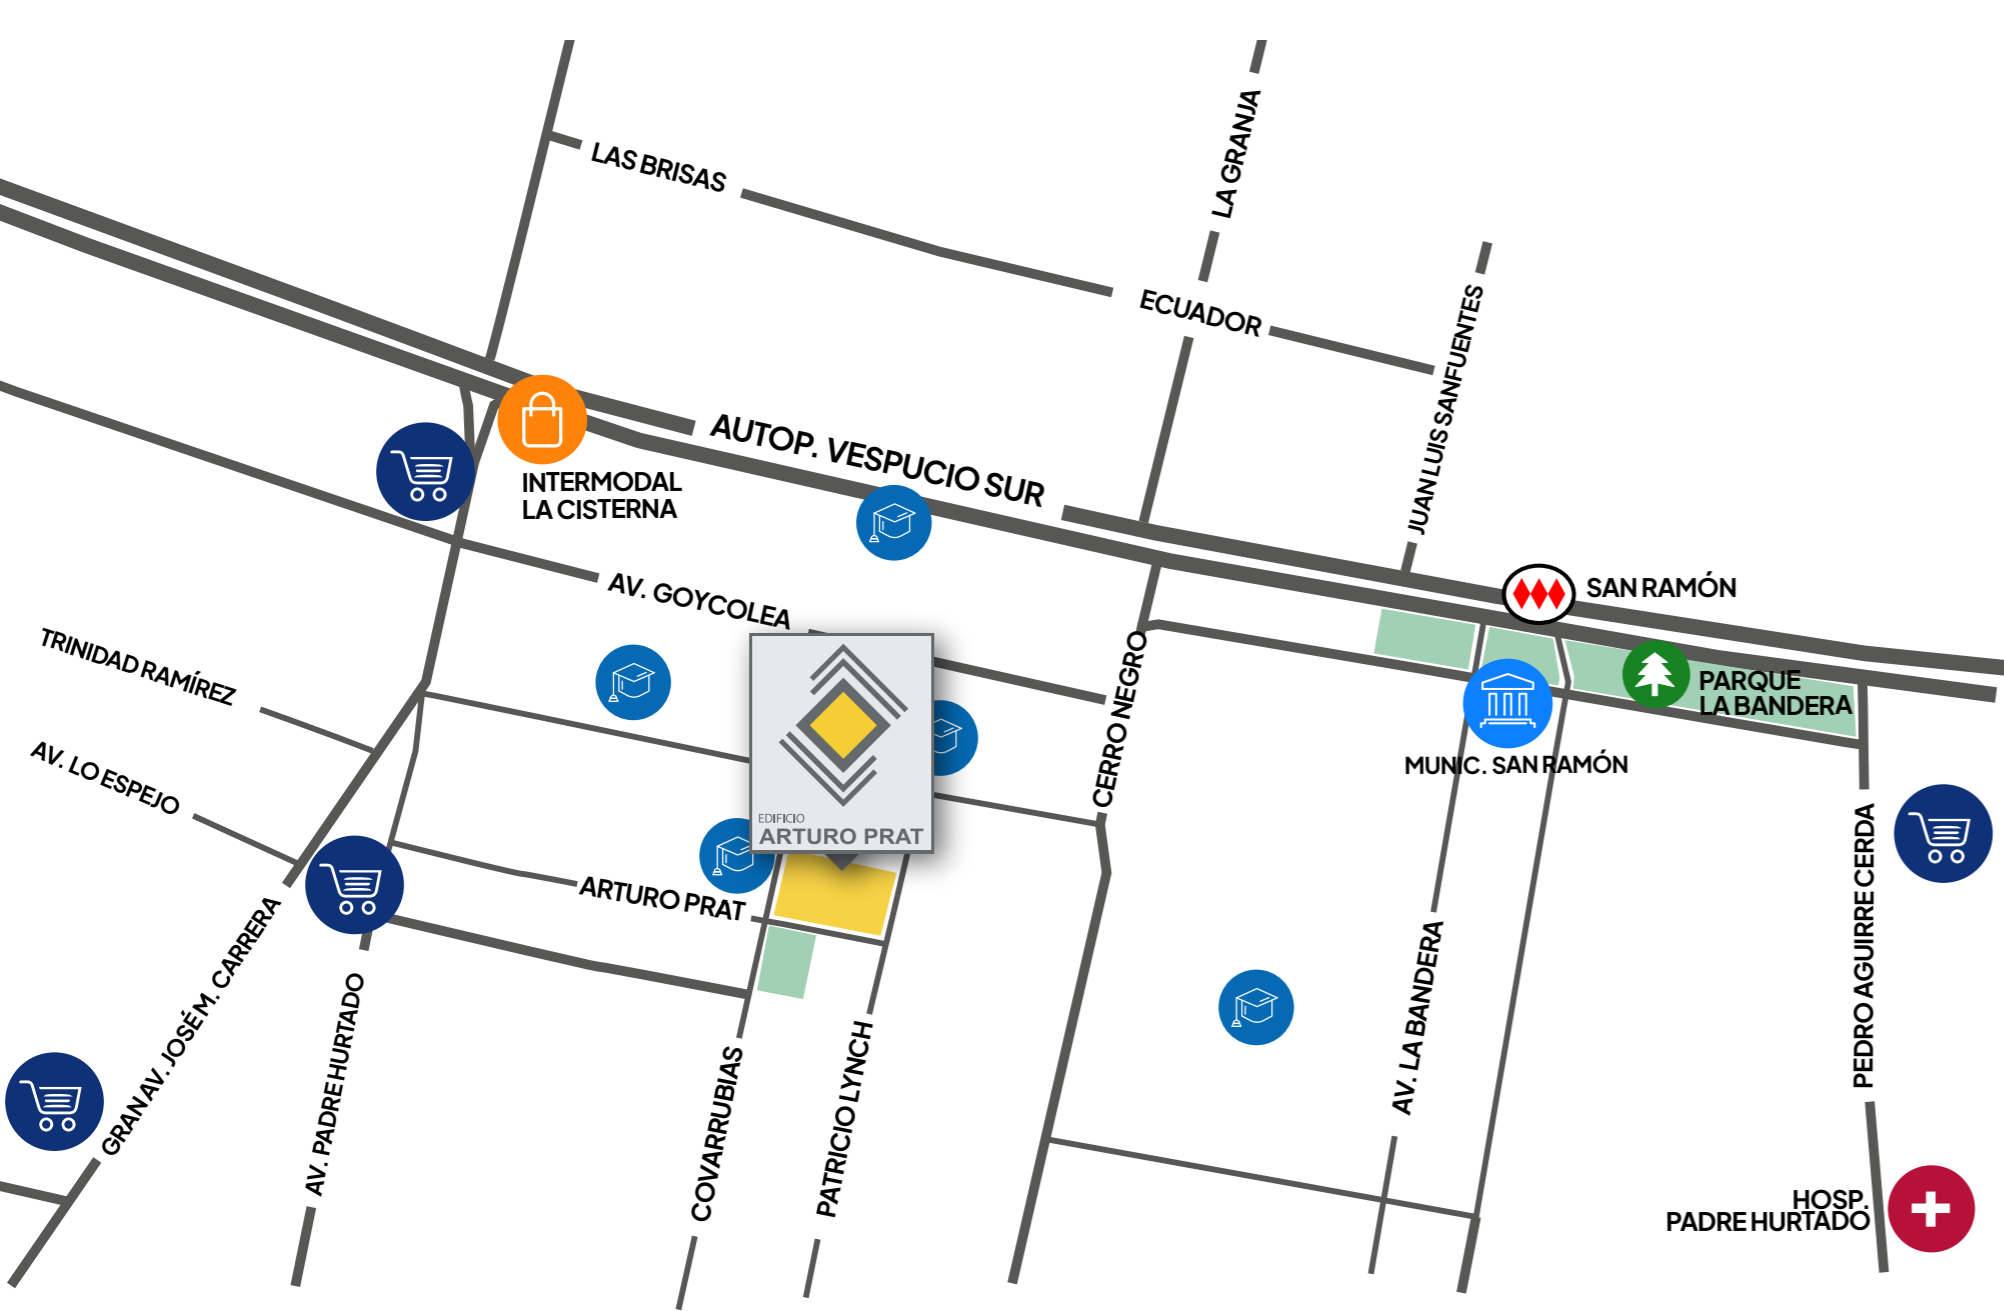 LAS BRISAS
LA GRANJA
ECUADOR
JUAN LUIS SANFUENTES
AUTOP. VESPUCIO SUR
INTERMODAL
LA CISTERNA
SAN RAMÓN
AV. GOYCOLEA
TRINIDAD RAMÍREZ
PARQUE
LA BANDERA
CERRO NEGRO
AV. LO ESPEJO
MUNIC. SAN RAMÓN
EDIFICIO
ARTURO PRAT
ARTURO PRAT
GRAN AV. JOSÉ M. CARRERA
AV. PADRE HURTADO
COVARRUBIAS
PATRICIO LYNCH
AV. LA BANDERA
PEDRO AGUIRRE CERDA
HOSP.
PADRE HURTADO